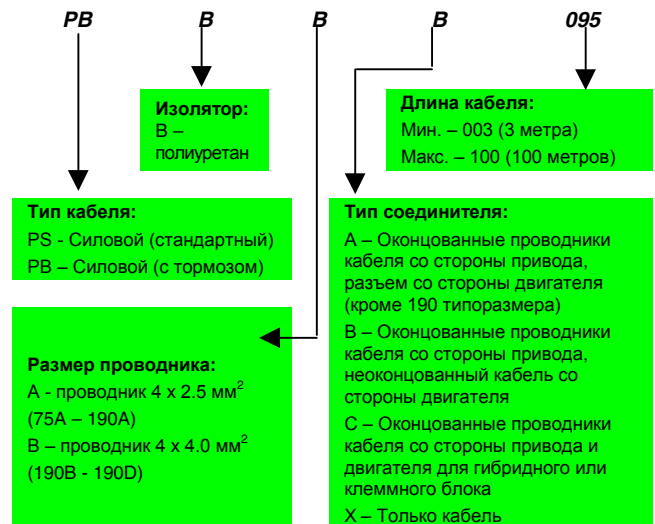 PB B B B 095
Изолятор:
B –
полиуретан
Длина кабеля:
Мин. – 003 (3 метра)
Макс. – 100 (100 метров)
Тип кабеля:
PS - Силовой (стандартный)
PB – Силовой (с тормозом)
Размер проводника:
A - проводник 4 x 2.5 мм²
(75A – 190A)
B – проводник 4 x 4.0 мм²
(190B - 190D)
Тип соединителя:
A – Оконцованные проводники
кабеля со стороны привода,
разъем со стороны двигателя
(кроме 190 типоразмера)
B – Оконцованные проводники
кабеля со стороны привода,
неоконцованный кабель со
стороны двигателя
C – Оконцованные проводники
кабеля со стороны привода и
двигателя для гибридного или
клеммного блока
X – Только кабель